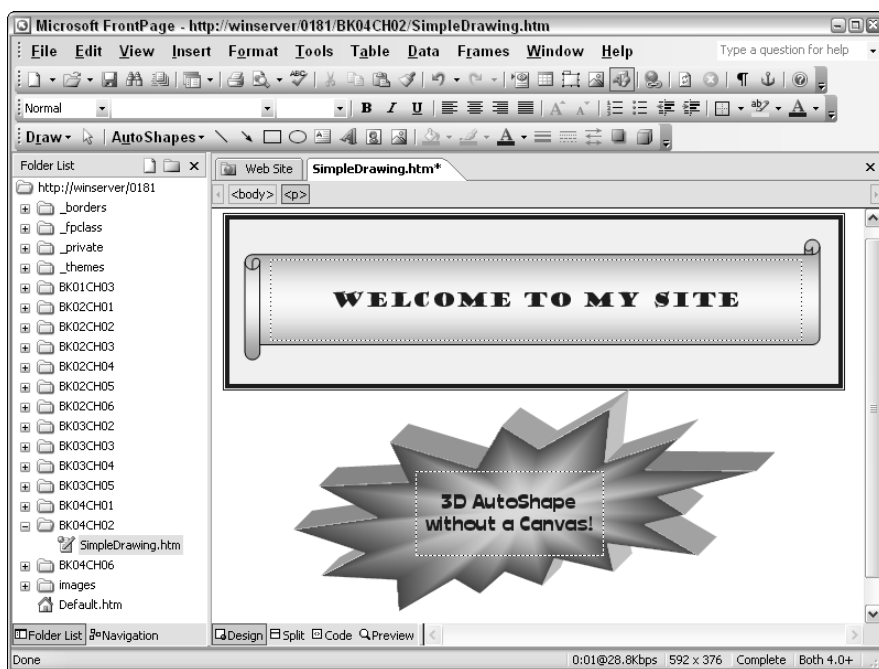 Microsoft FrontPage - http://winserver/0181/BK04CH02/SimpleDrawing.htm
File Edit View Insert Format Tools Table Data Frames Window Help Type a question for help
Normal B I U
Draw AutoShapes
Folder List
Web Site SimpleDrawing.htm*
<body> <p>
http://winserver/0181
_borders
_fpclass
_private
_themes
BK01CH03
BK02CH01
BK02CH02
BK02CH03
BK02CH04
BK02CH05
BK02CH06
BK03CH02
BK03CH03
BK03CH04
BK03CH05
BK04CH01
BK04CH02
SimpleDrawing.htm
BK04CH06
images
Default.htm
WELCOME TO MY SITE
3D AutoShape
without a Canvas!
Folder List Navigation
Design Split Code Preview
Done 0:01@28.8Kbps 592 x 376 Complete Both 4.0+